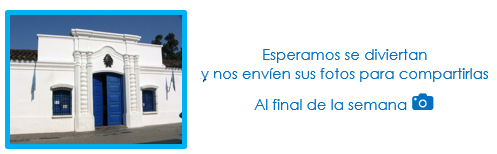 Esperamos se diviertan
y nos envíen sus fotos para compartirlas
Al final de la semana